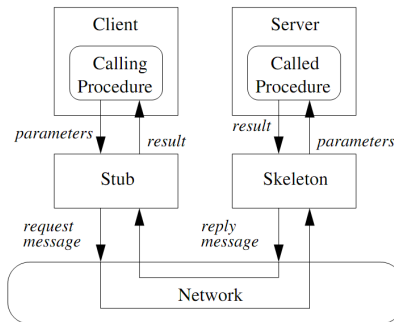 Client
Server
Calling
Procedure
Called
Procedure
parameters
result
result
parameters
Stub
Skeleton
request
message
reply
message
Network